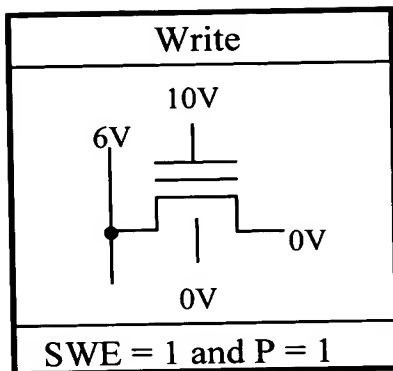 Write
10V
6V
0V
0V
SWE = 1 and P = 1